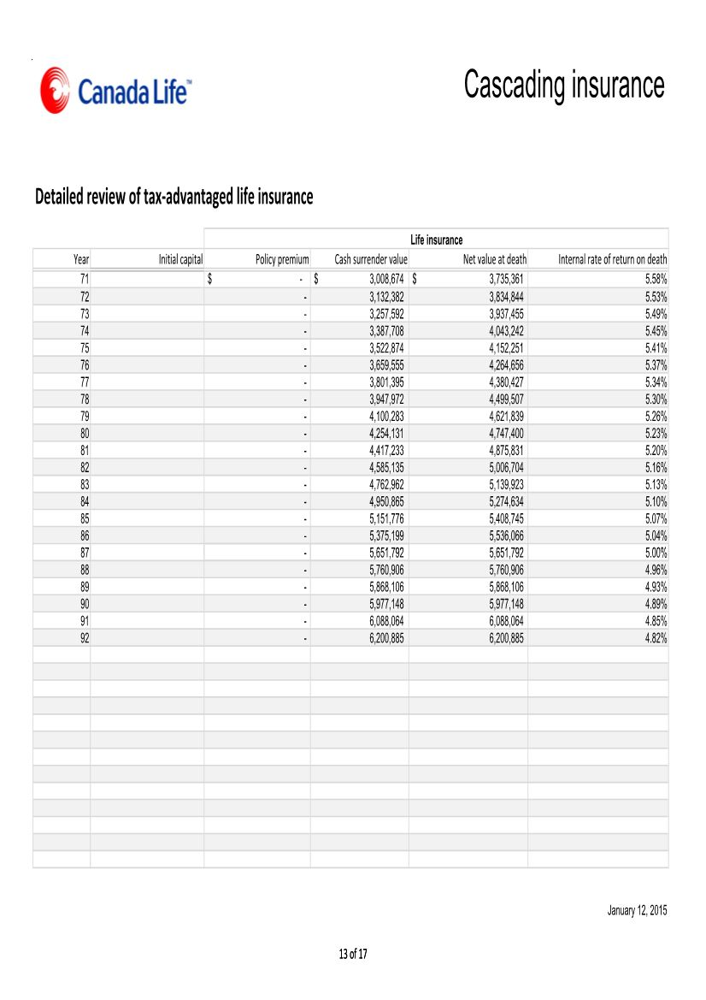 Canada Life™
Cascading insurance
Detailed review of tax-advantaged life insurance
Life insurance
Year Initial capital Policy premium Cash surrender value Net value at death Internal rate of return on death
71 $ - $ 3,008,674 $ 3,735,361 5.58%
72 - 3,132,382 3,834,844 5.53%
73 - 3,257,592 3,937,455 5.49%
74 - 3,387,708 4,043,242 5.45%
75 - 3,522,874 4,152,251 5.41%
76 - 3,659,555 4,264,656 5.37%
77 - 3,801,395 4,380,427 5.34%
78 - 3,947,972 4,499,507 5.30%
79 - 4,100,283 4,621,839 5.26%
80 - 4,254,131 4,747,400 5.23%
81 - 4,417,233 4,875,831 5.20%
82 - 4,585,135 5,006,704 5.16%
83 - 4,762,962 5,139,923 5.13%
84 - 4,950,865 5,274,634 5.10%
85 - 5,151,776 5,408,745 5.07%
86 - 5,375,199 5,536,066 5.04%
87 - 5,651,792 5,651,792 5.00%
88 - 5,760,906 5,760,906 4.96%
89 - 5,868,106 5,868,106 4.93%
90 - 5,977,148 5,977,148 4.89%
91 - 6,088,064 6,088,064 4.85%
92 - 6,200,885 6,200,885 4.82%
January 12, 2015
13 of 17